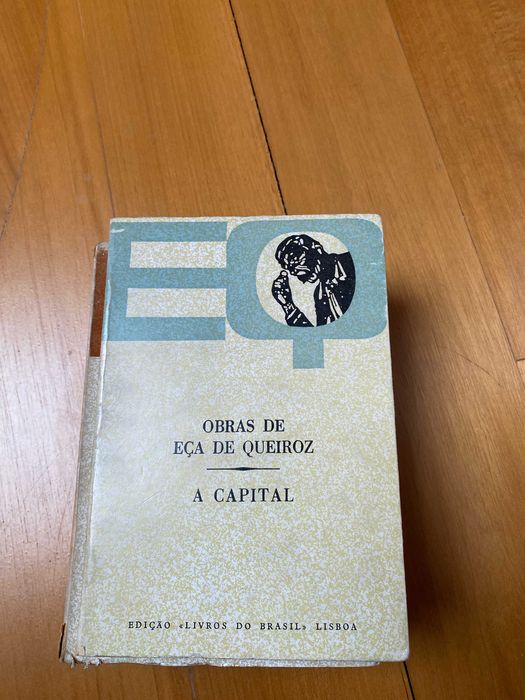 EQ
OBRAS DE
EÇA DE QUEIROZ
A CAPITAL
EDIÇÃO «LIVROS DO BRASIL» LISBOA